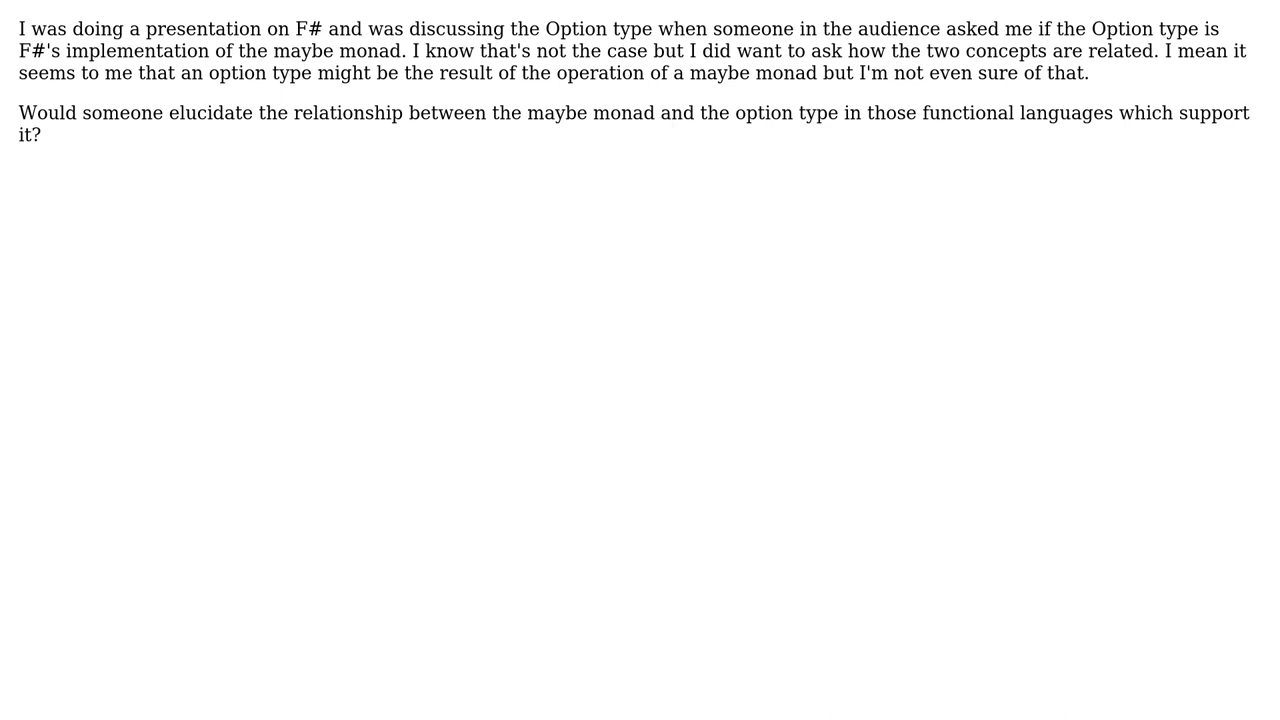 I was doing a presentation on F# and was discussing the Option type when someone in the audience asked me if the Option type is
F#'s implementation of the maybe monad. I know that's not the case but I did want to ask how the two concepts are related. I mean it
seems to me that an option type might be the result of the operation of a maybe monad but I'm not even sure of that.
Would someone elucidate the relationship between the maybe monad and the option type in those functional languages which support
it?